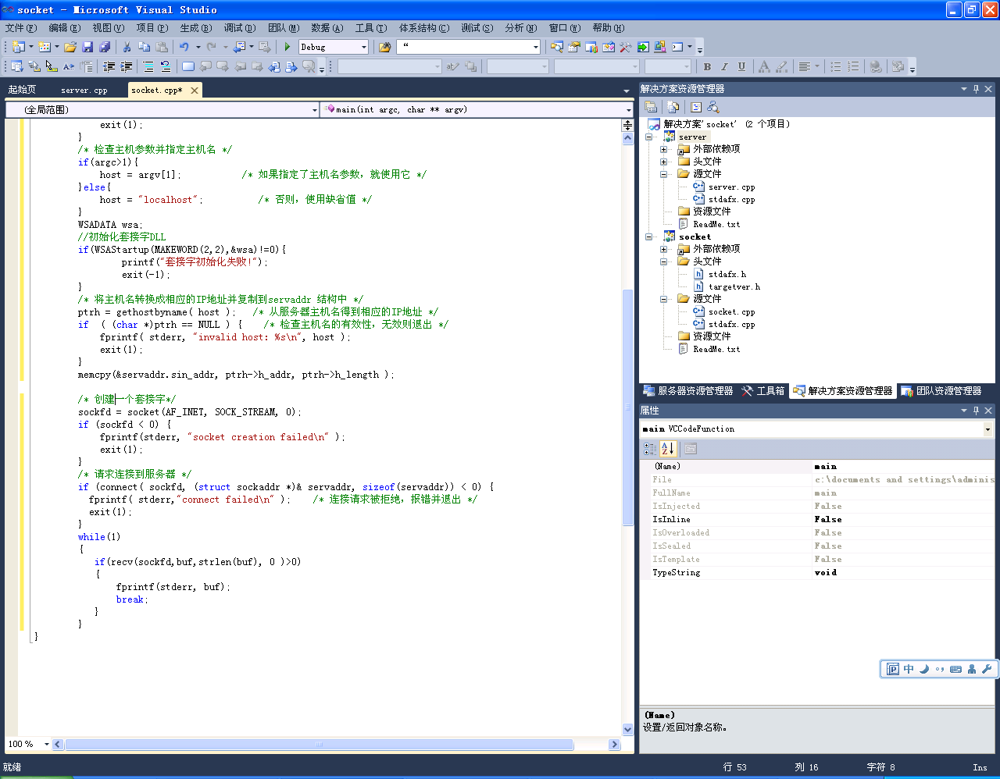 socket - Microsoft Visual Studio
文件(F) 编辑(E) 视图(V) 项目(P) 生成(B) 调试(D) 团队(M) 数据(A) 工具(T) 体系结构(C) 测试(S) 分析(N) 窗口(W) 帮助(H)
Debug “
起始页 server.cpp socket.cpp*
(全局范围) main(int argc, char ** argv)
exit(1);
}
/* 检查主机参数并指定主机名 */
if(argc>1){
host = argv[1]; /* 如果指定了主机名参数，就使用它 */
}else{
host = "localhost"; /* 否则，使用缺省值 */
}
WSADATA wsa;
//初始化套接字DLL
if(WSAStartup(MAKEWORD(2,2),&wsa)!=0){
printf("套接字初始化失败!");
exit(-1);
}
/* 将主机名转换成相应的IP地址并复制到servaddr 结构中 */
ptrh = gethostbyname( host ); /* 从服务器主机名得到相应的IP地址 */
if ( (char *)ptrh == NULL ) { /* 检查主机名的有效性，无效则退出 */
fprintf( stderr, "invalid host: %s\n", host );
exit(1);
}
memcpy(&servaddr.sin_addr, ptrh->h_addr, ptrh->h_length );
/* 创建一个套接字*/
sockfd = socket(AF_INET, SOCK_STREAM, 0);
if (sockfd < 0) {
fprintf(stderr, "socket creation failed\n" );
exit(1);
}
/* 请求连接到服务器 */
if (connect( sockfd, (struct sockaddr *)& servaddr, sizeof(servaddr)) < 0) {
fprintf( stderr,"connect failed\n" ); /* 连接请求被拒绝，报错并退出 */
exit(1);
}
while(1)
{
if(recv(sockfd,buf,strlen(buf), 0 )>0)
{
fprintf(stderr, buf);
break;
}
}
}
100 %
解决方案资源管理器
解决方案'socket' (2 个项目)
server
外部依赖项
头文件
源文件
server.cpp
stdafx.cpp
资源文件
ReadMe.txt
socket
外部依赖项
头文件
stdafx.h
targetver.h
源文件
socket.cpp
stdafx.cpp
资源文件
ReadMe.txt
服务器资源管理器 工具箱 解决方案资源管理器 团队资源管理器
属性
main VCCodeFunction
(Name) main
File c:\documents and settings\adminis
FullName main
IsInjected False
IsInline False
IsOverloaded False
IsSealed False
IsTemplate False
TypeString void
中
(Name)
设置/返回对象名称。
就绪 行 53 列 16 字符 8 Ins